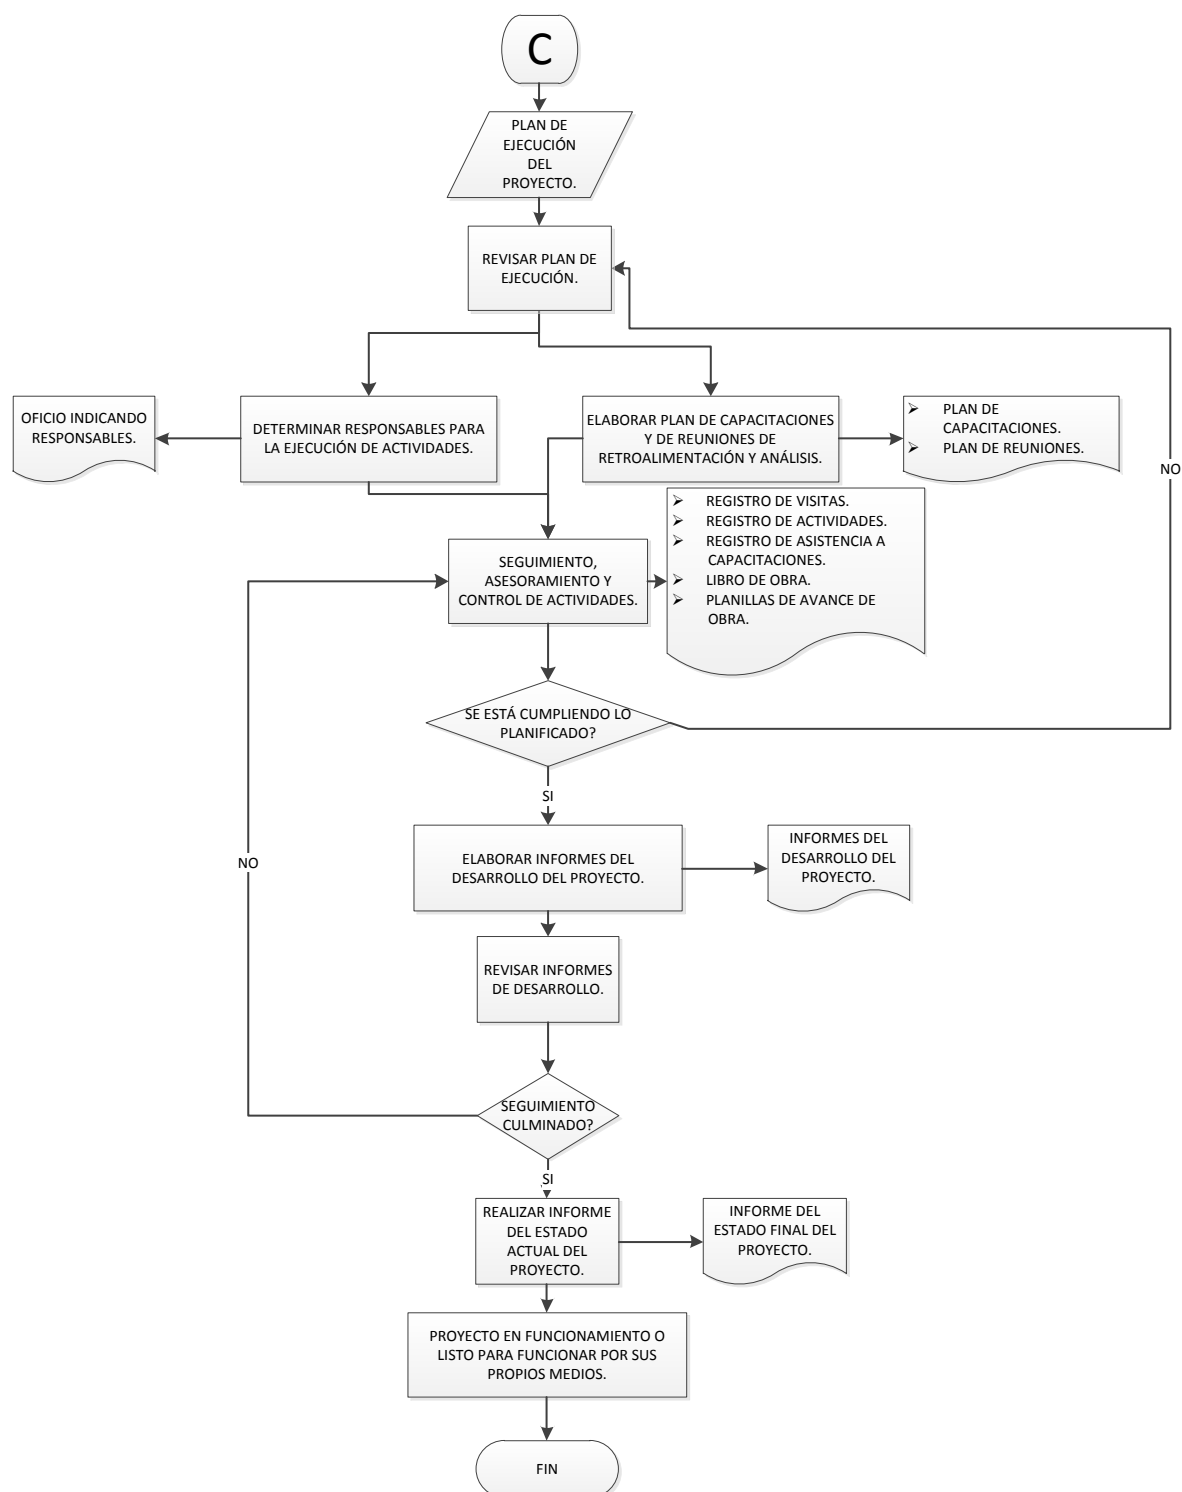 C
PLAN DE
EJECUCIÓN
DEL
PROYECTO.
REVISAR PLAN DE
EJECUCIÓN.
OFICIO INDICANDO
RESPONSABLES.
DETERMINAR RESPONSABLES PARA
LA EJECUCIÓN DE ACTIVIDADES.
ELABORAR PLAN DE CAPACITACIONES
Y DE REUNIONES DE
RETROALIMENTACIÓN Y ANÁLISIS.
➢ PLAN DE
CAPACITACIONES.
➢ PLAN DE REUNIONES.
NO
➢ REGISTRO DE VISITAS.
➢ REGISTRO DE ACTIVIDADES.
➢ REGISTRO DE ASISTENCIA A
CAPACITACIONES.
➢ LIBRO DE OBRA.
➢ PLANILLAS DE AVANCE DE
OBRA.
SEGUIMIENTO,
ASESORAMIENTO Y
CONTROL DE ACTIVIDADES.
SE ESTÁ CUMPLIENDO LO
PLANIFICADO?
SI
ELABORAR INFORMES DEL
DESARROLLO DEL PROYECTO.
INFORMES DEL
DESARROLLO DEL
PROYECTO.
NO
REVISAR INFORMES
DE DESARROLLO.
SEGUIMIENTO
CULMINADO?
SI
REALIZAR INFORME
DEL ESTADO
ACTUAL DEL
PROYECTO.
INFORME DEL
ESTADO FINAL DEL
PROYECTO.
PROYECTO EN FUNCIONAMIENTO O
LISTO PARA FUNCIONAR POR SUS
PROPIOS MEDIOS.
FIN